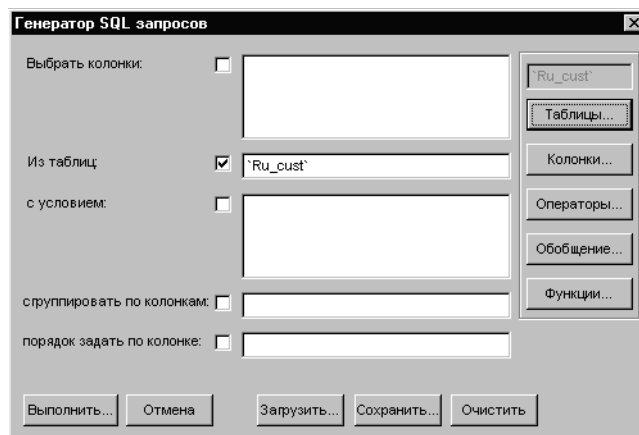 Генератор SQL запросов
Выбрать колонки:
`Ru_cust`
Таблицы...
Из таблиц:
`Ru_cust`
Колонки...
с условием:
Операторы...
Обобщение...
Функции...
сгруппировать по колонкам:
порядок задать по колонке:
Выполнить...
Отмена
Загрузить...
Сохранить...
Очистить